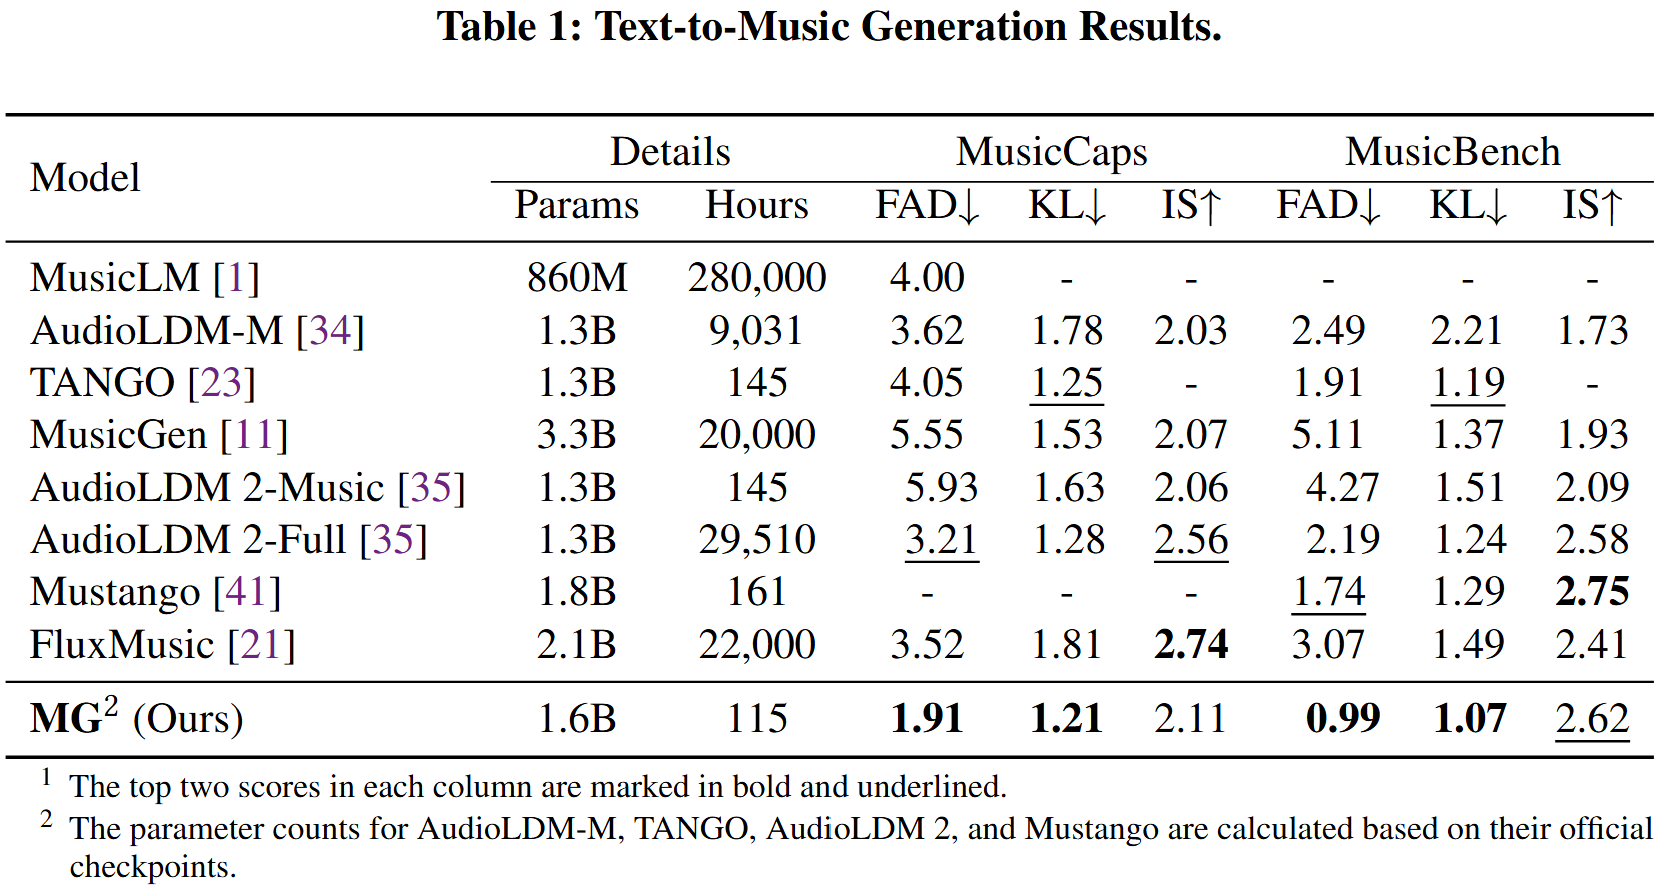 Table 1: Text-to-Music Generation Results.
Model Details MusicCaps MusicBench
Params Hours FAD↓ KL↓ IS↑ FAD↓ KL↓ IS↑
MusicLM [1] 860M 280,000 4.00 - - - - -
AudioLDM-M [34] 1.3B 9,031 3.62 1.78 2.03 2.49 2.21 1.73
TANGO [23] 1.3B 145 4.05 1.25 - 1.91 1.19 -
MusicGen [11] 3.3B 20,000 5.55 1.53 2.07 5.11 1.37 1.93
AudioLDM 2-Music [35] 1.3B 145 5.93 1.63 2.06 4.27 1.51 2.09
AudioLDM 2-Full [35] 1.3B 29,510 3.21 1.28 2.56 2.19 1.24 2.58
Mustango [41] 1.8B 161 - - - 1.74 1.29 2.75
FluxMusic [21] 2.1B 22,000 3.52 1.81 2.74 3.07 1.49 2.41
MG² (Ours) 1.6B 115 1.91 1.21 2.11 0.99 1.07 2.62
¹ The top two scores in each column are marked in bold and underlined.
² The parameter counts for AudioLDM-M, TANGO, AudioLDM 2, and Mustango are calculated based on their official
checkpoints.